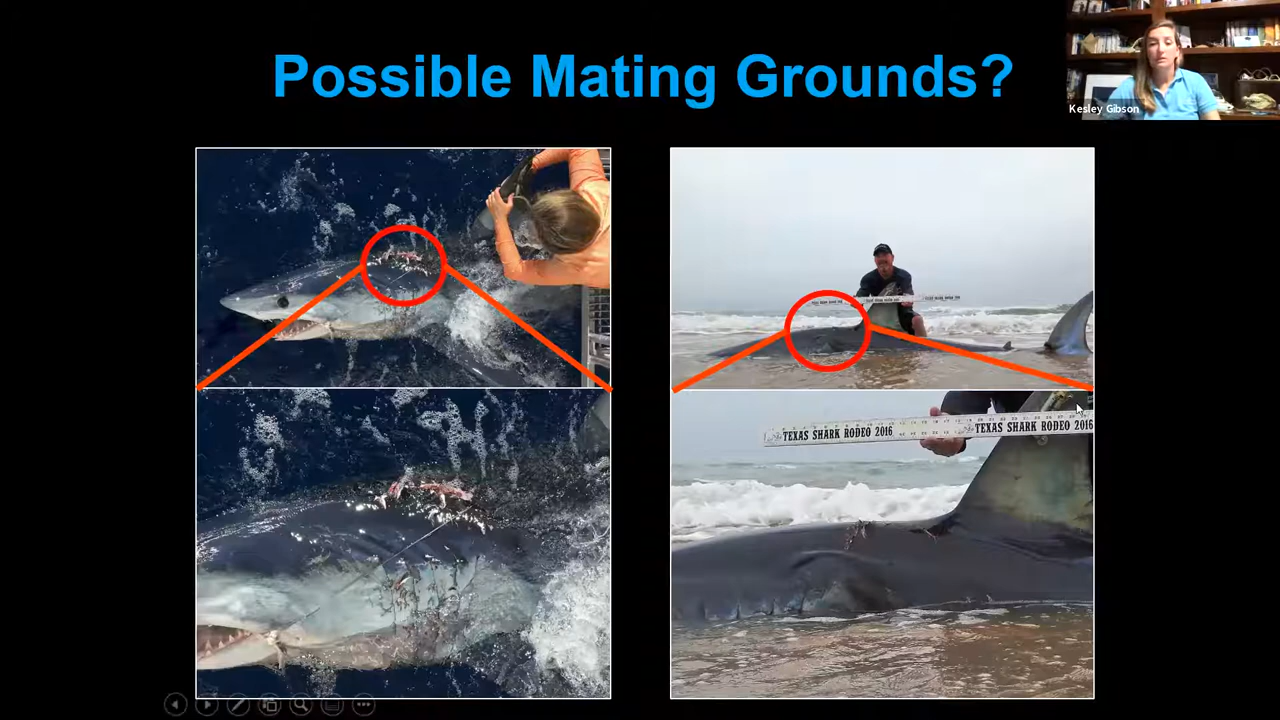 Possible Mating Grounds?
Kesley Gibson
TEXAS SHARK RODEO 2016
TEXAS SHARK RODEO 2016